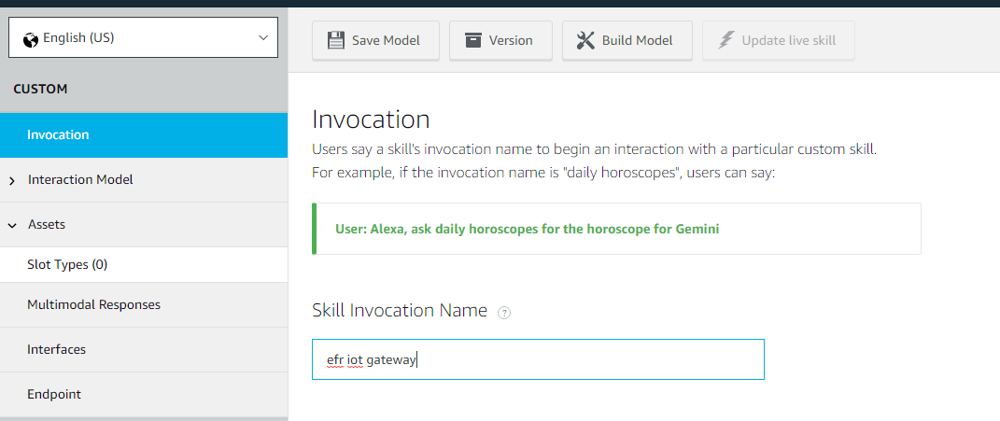 English (US)
Save Model
Version
Build Model
Update live skill
CUSTOM
Invocation
Interaction Model
Assets
Slot Types (0)
Multimodal Responses
Interfaces
Endpoint
Invocation
Users say a skill's invocation name to begin an interaction with a particular custom skill.
For example, if the invocation name is "daily horoscopes", users can say:
User: Alexa, ask daily horoscopes for the horoscope for Gemini
Skill Invocation Name ?
efr iot gateway